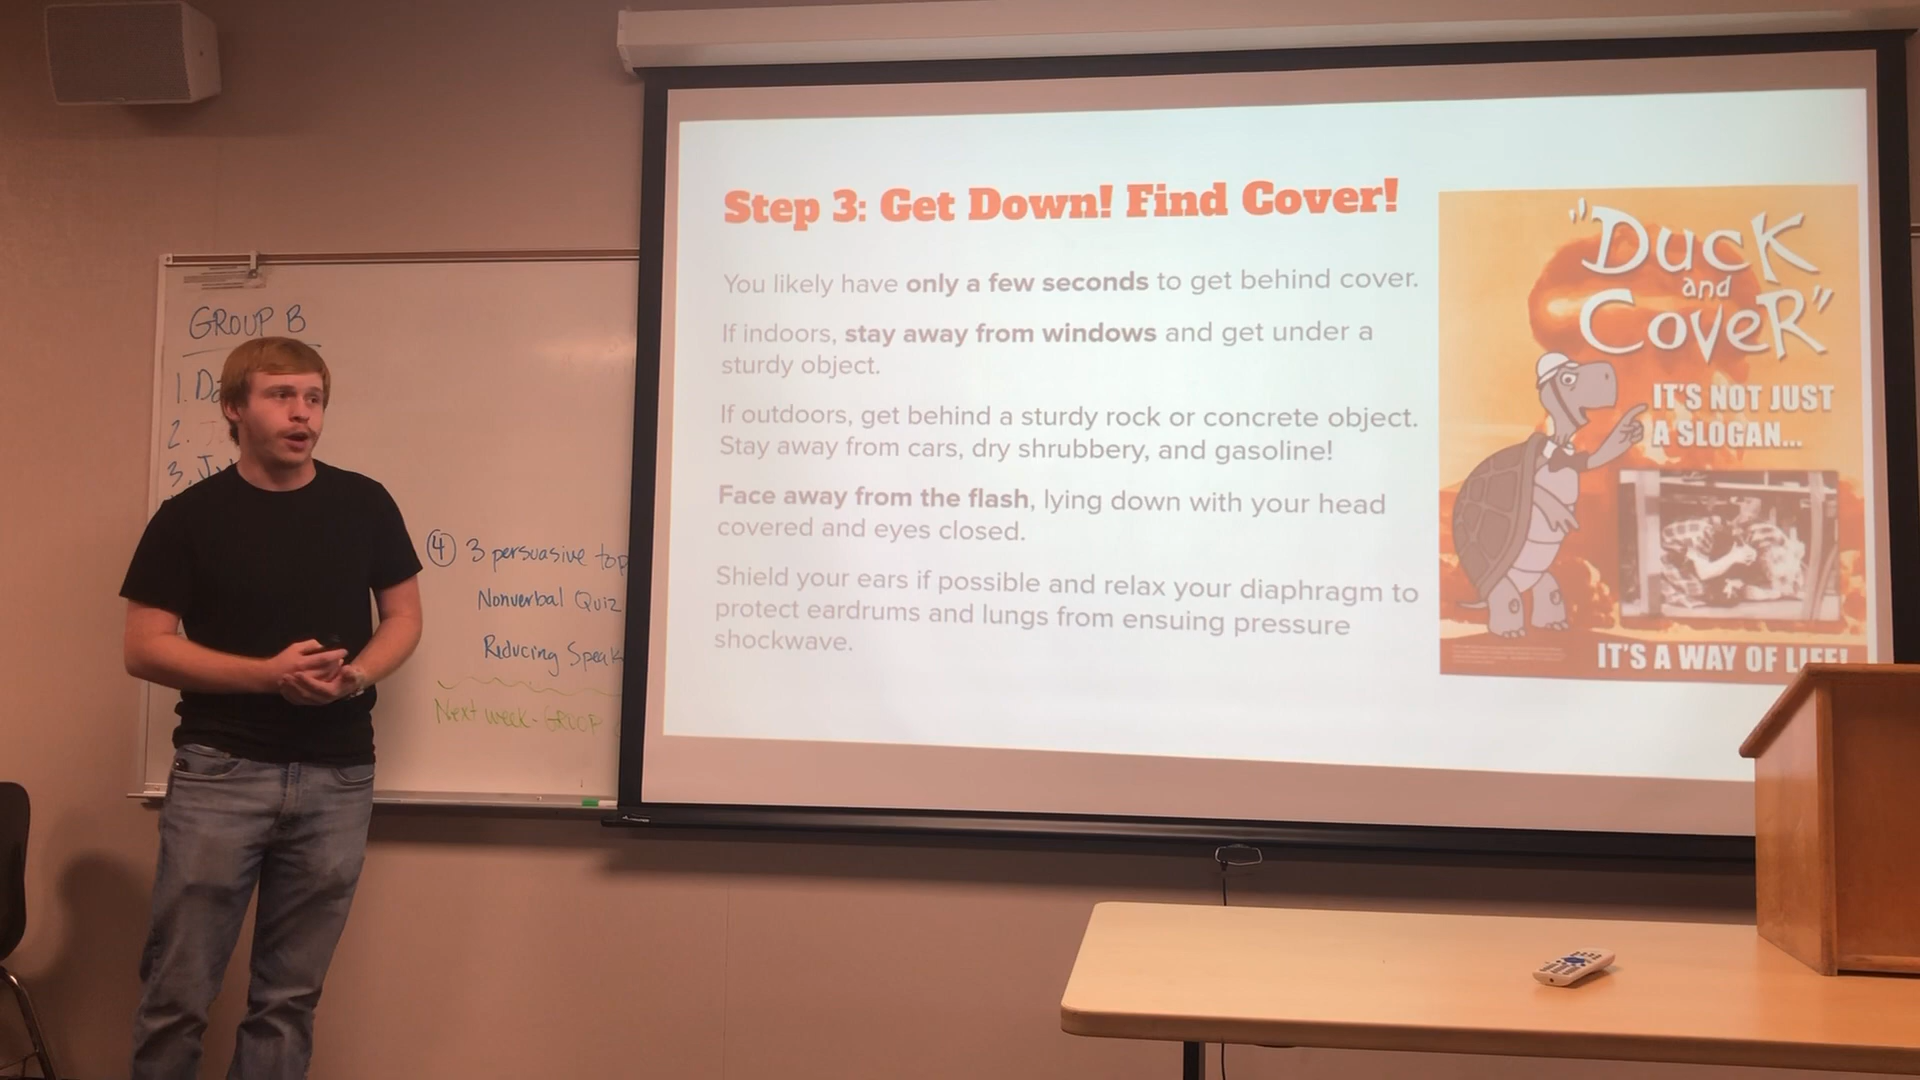 GROUP B
1. Da
2.
3. Ju
④ 3 persuasive top
Nonverbal Quiz
Reducing Speak
Next week - GROUP
Step 3: Get Down! Find Cover!
You likely have only a few seconds to get behind cover.
If indoors, stay away from windows and get under a
sturdy object.
If outdoors, get behind a sturdy rock or concrete object.
Stay away from cars, dry shrubbery, and gasoline!
Face away from the flash, lying down with your head
covered and eyes closed.
Shield your ears if possible and relax your diaphragm to
protect eardrums and lungs from ensuing pressure
shockwave.
"DUCK
and
COVER"
IT'S NOT JUST
A SLOGAN...
IT'S A WAY OF LIFE!